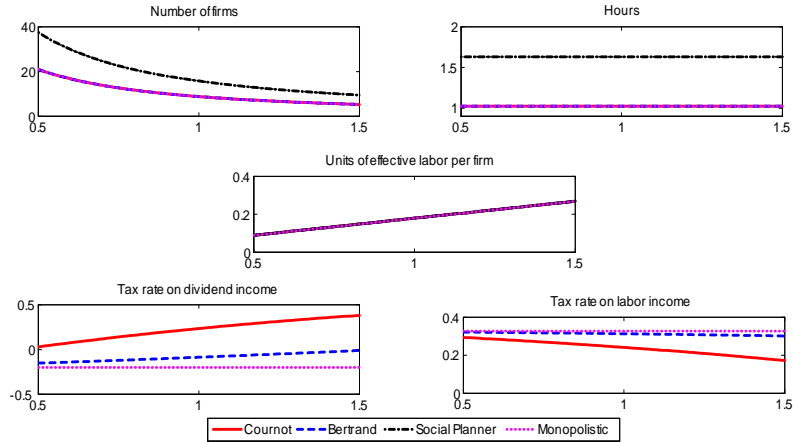 Number of firms
40
20
0
0.5 1 1.5
Hours
2
1.5
1
0.5 1 1.5
Units of effective labor per firm
0.4
0.2
0
0.5 1 1.5
Tax rate on dividend income
0.5
0
-0.5
0.5 1 1.5
Tax rate on labor income
0.4
0.2
0
0.5 1 1.5
Cournot Bertrand Social Planner Monopolistic